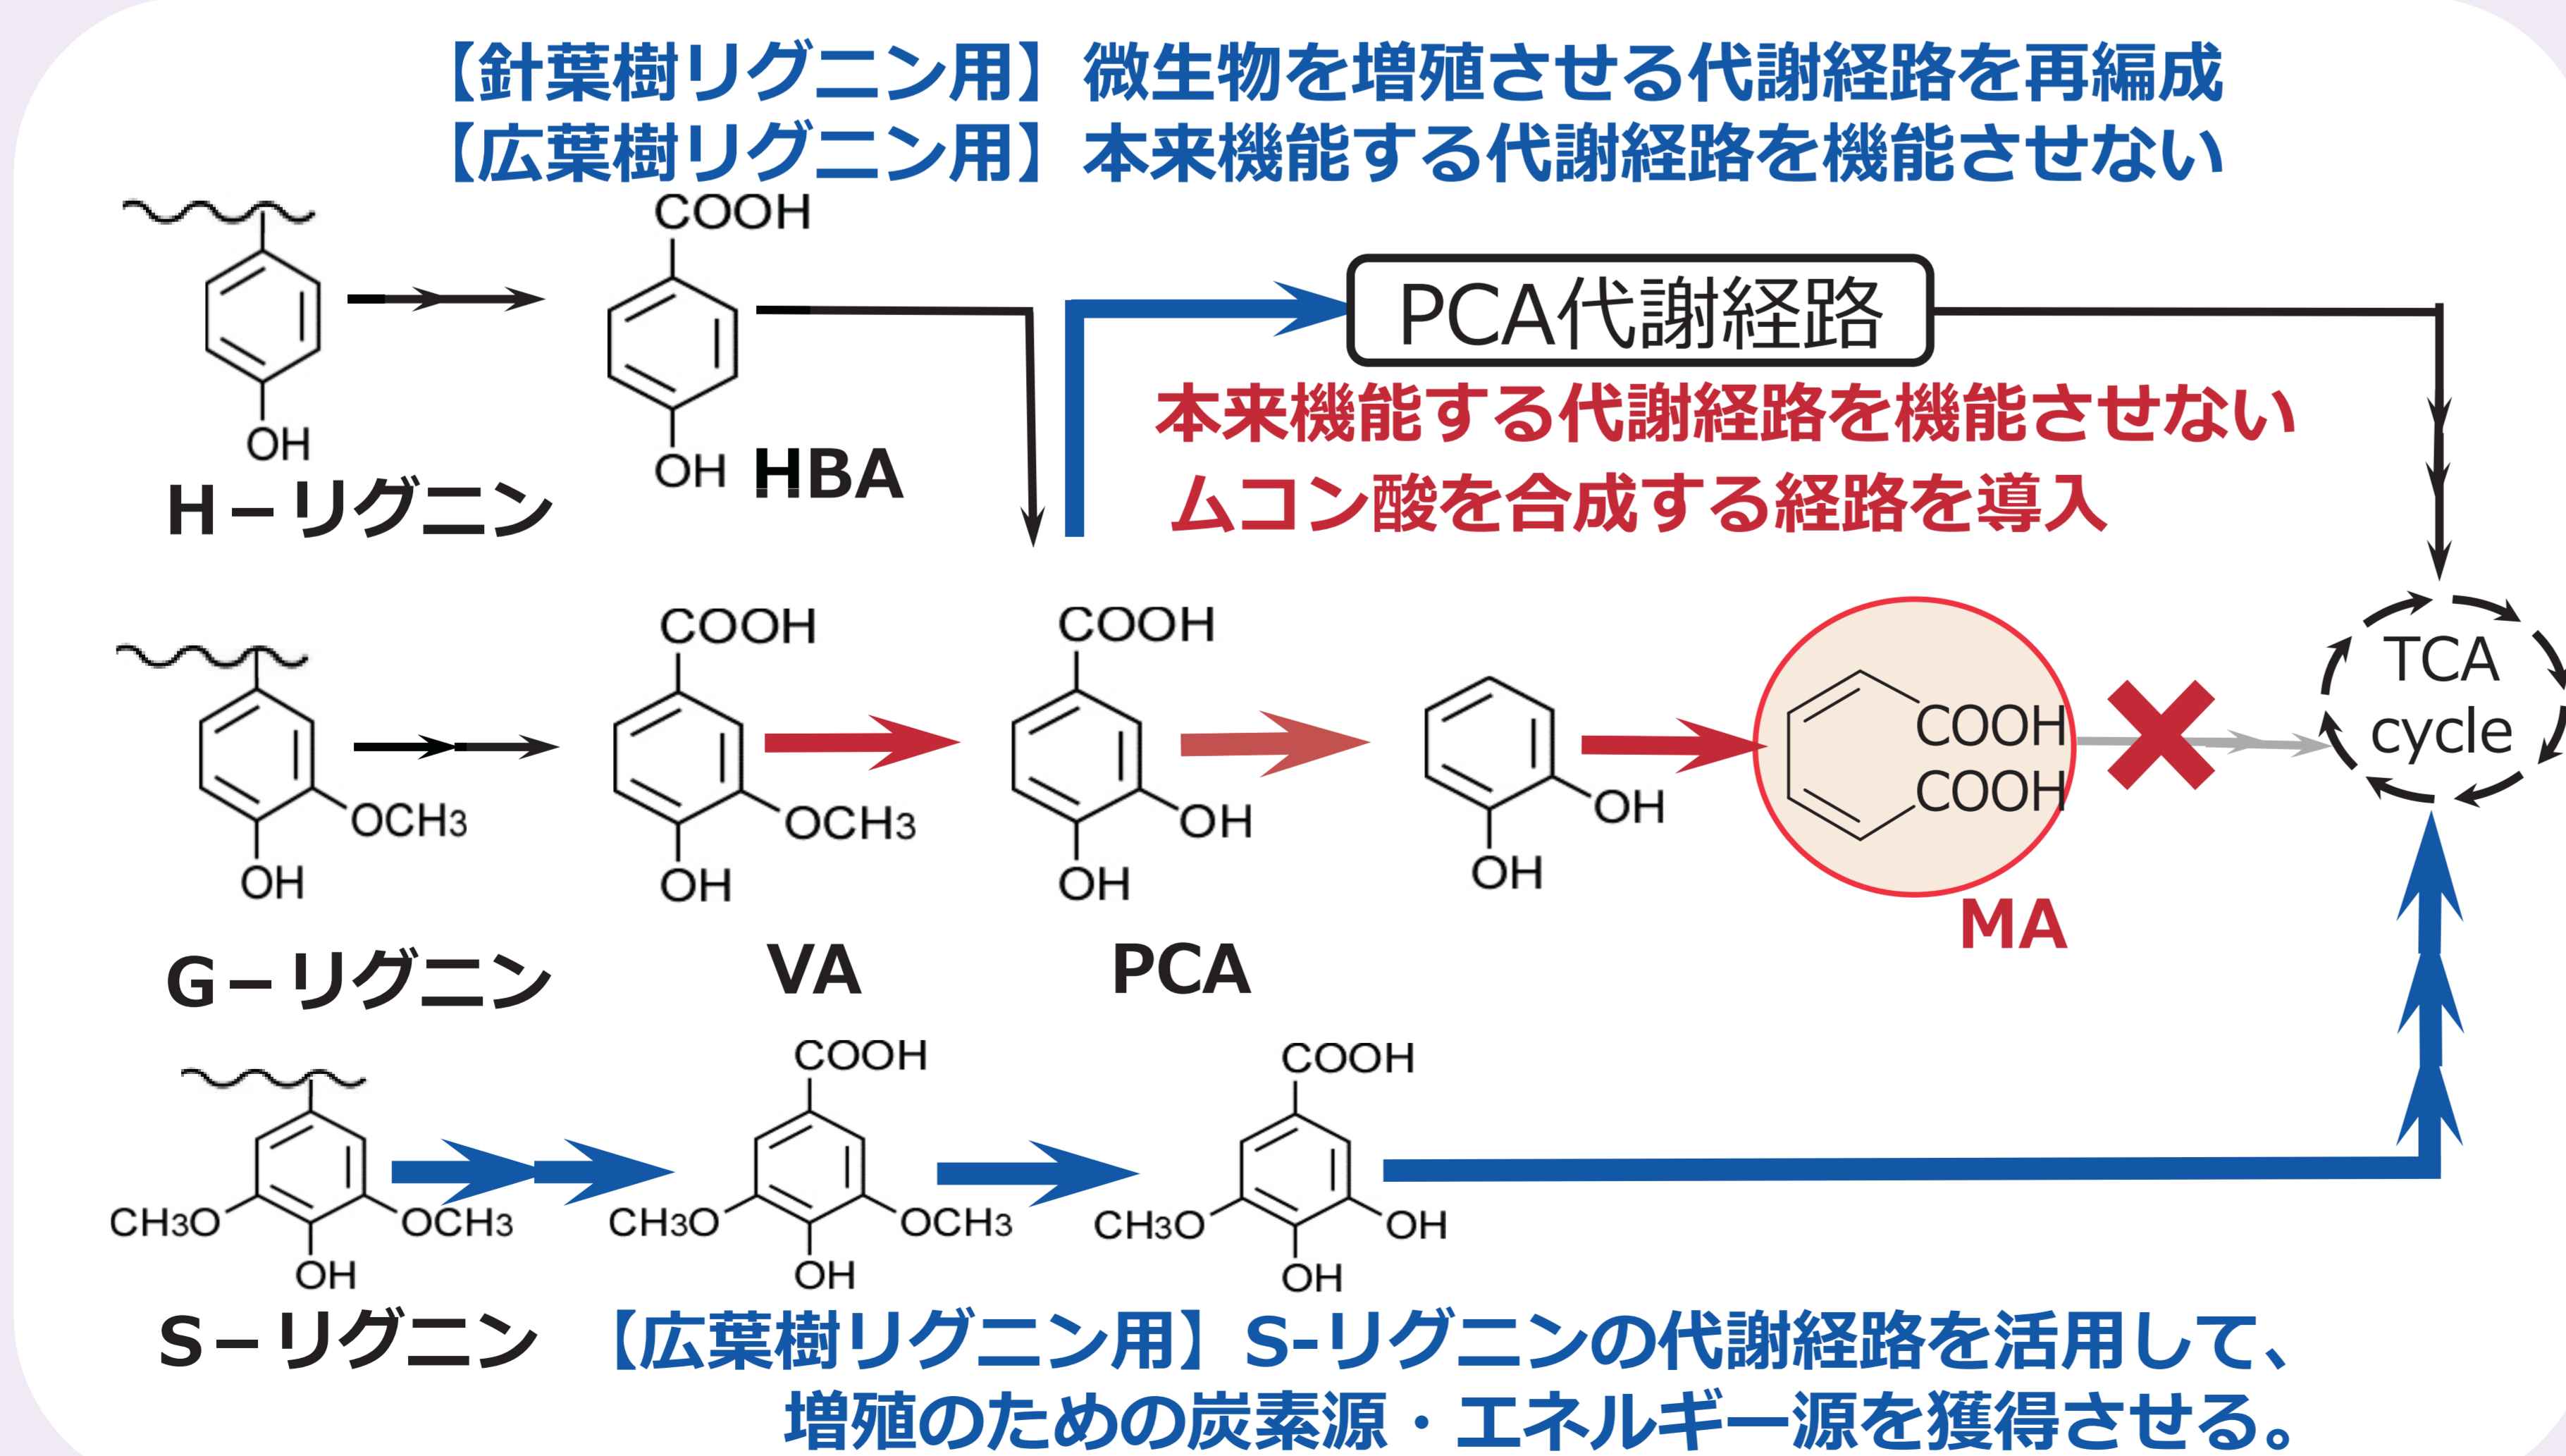 【針葉樹リグニン用】微生物を増殖させる代謝経路を再編成
【広葉樹リグニン用】本来機能する代謝経路を機能させない
COOH
OH
OH
H－リグニン
HBA
PCA代謝経路
本来機能する代謝経路を機能させない
ムコン酸を合成する経路を導入
OCH3
OH
G－リグニン
COOH
OCH3
OH
VA
COOH
OH
OH
PCA
OH
OH
COOH
COOH
MA
TCA
cycle
CH3O
OCH3
OH
S－リグニン
COOH
CH3O
OCH3
OH
COOH
CH3O
OH
OH
【広葉樹リグニン用】S-リグニンの代謝経路を活用して、
増殖のための炭素源・エネルギー源を獲得させる。